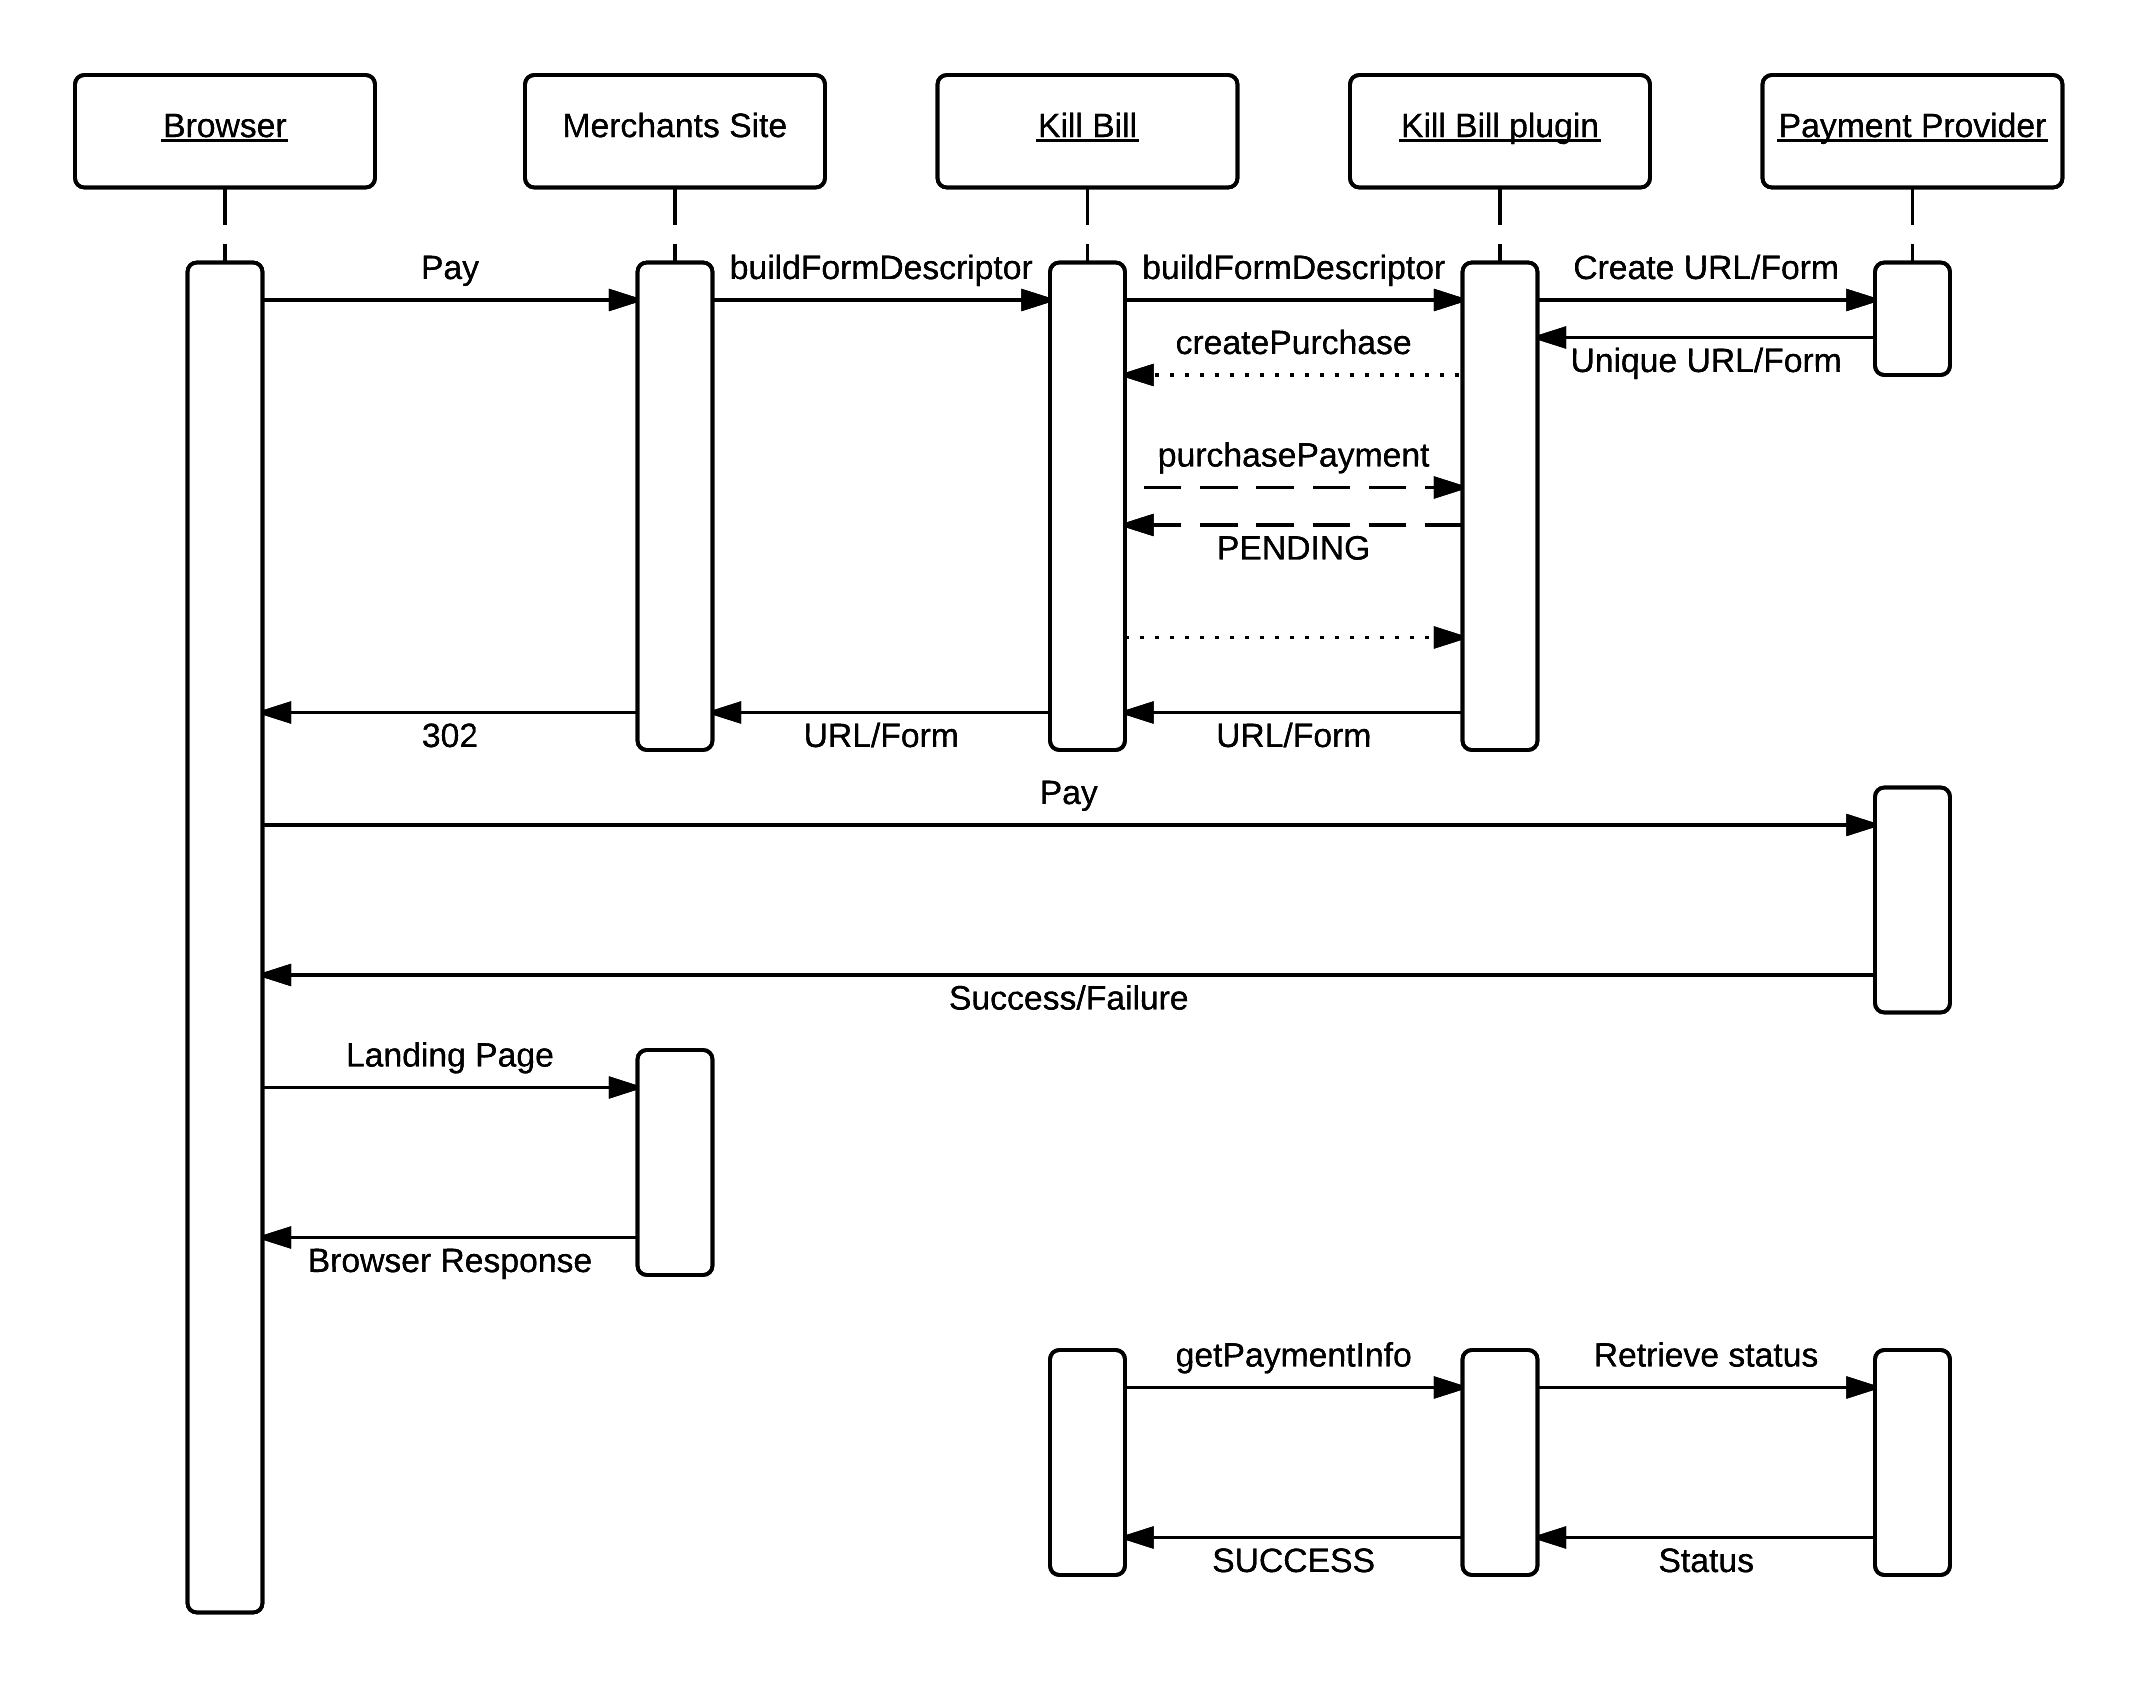 Browser
Merchants Site
Kill Bill
Kill Bill plugin
Payment Provider
Pay
buildFormDescriptor
buildFormDescriptor
Create URL/Form
createPurchase
Unique URL/Form
purchasePayment
PENDING
302
URL/Form
URL/Form
Pay
Success/Failure
Landing Page
Browser Response
getPaymentInfo
Retrieve status
SUCCESS
Status